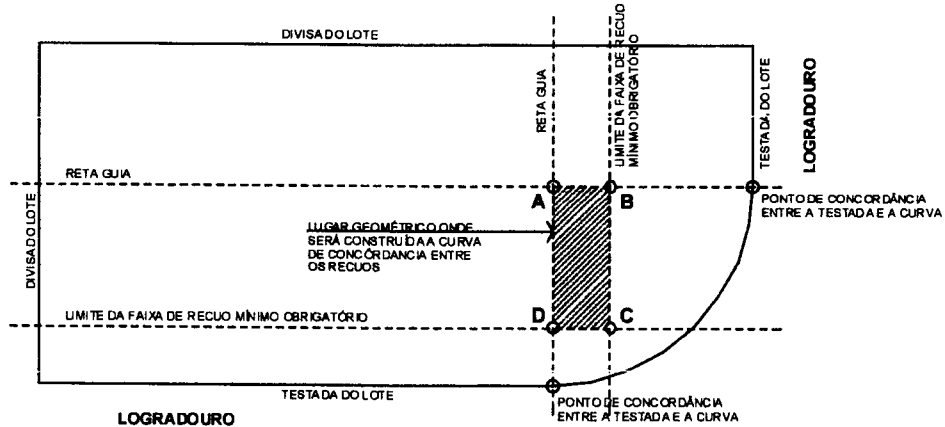 DIVISA DO LOTE
RETA GUIA
LIMITE DA FAIXA DE RECUO
MÍNIMO OBRIGATÓRIO
TESTADA DO LOTE
LOGRADOURO
RETA GUIA
A
B
PONTO DE CONCORDÂNCIA
ENTRE A TESTADA E A CURVA
DIVISA DO LOTE
LUGAR GEOMÉTRICO ONDE
SERÁ CONSTRUÍDA A CURVA
DE CONCÔRDANCIA ENTRE
OS RECUOS
LIMITE DA FAIXA DE RECUO MÍNIMO OBRIGATÓRIO
D
C
TESTADA DO LOTE
PONTO DE CONCORDÂNCIA
ENTRE A TESTADA E A CURVA
LOGRADOURO